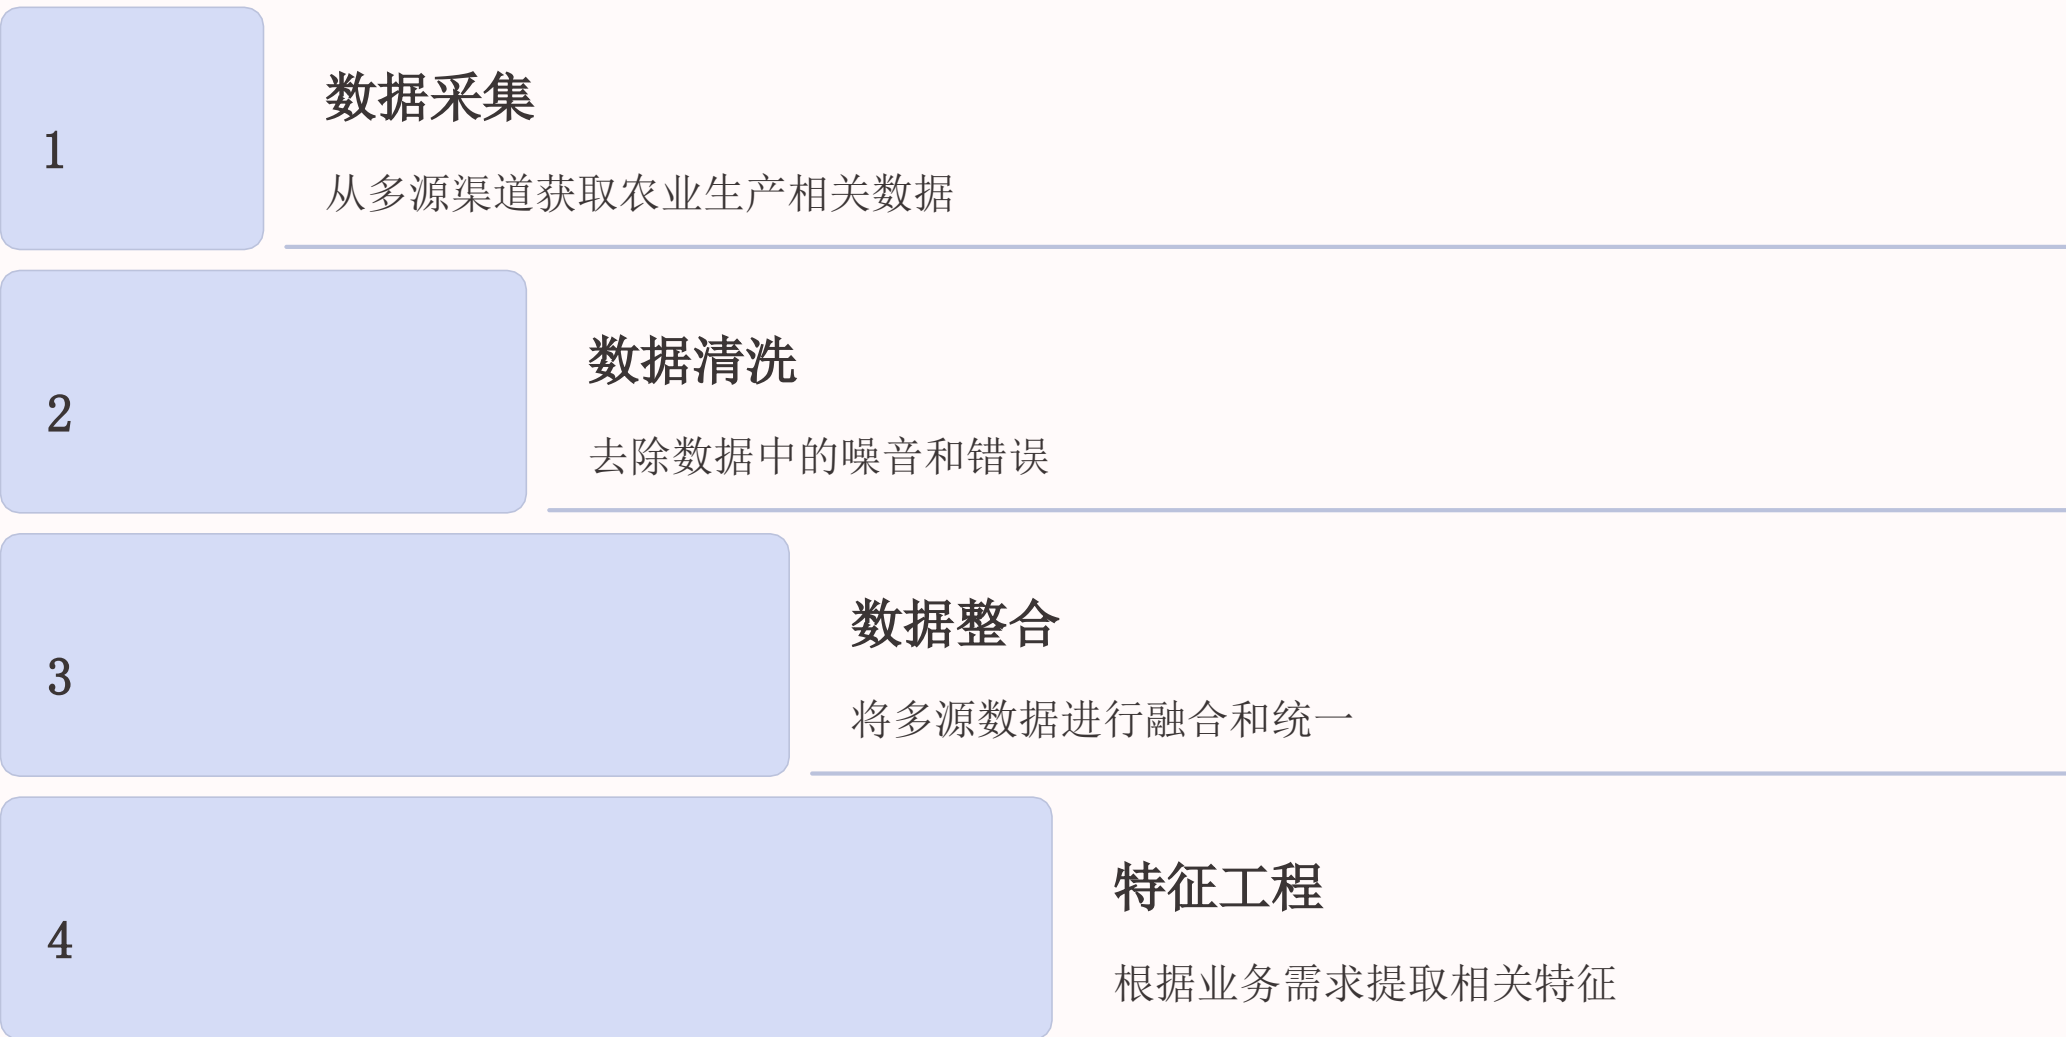 1
数据采集
从多源渠道获取农业生产相关数据
2
数据清洗
去除数据中的噪音和错误
3
数据整合
将多源数据进行融合和统一
4
特征工程
根据业务需求提取相关特征